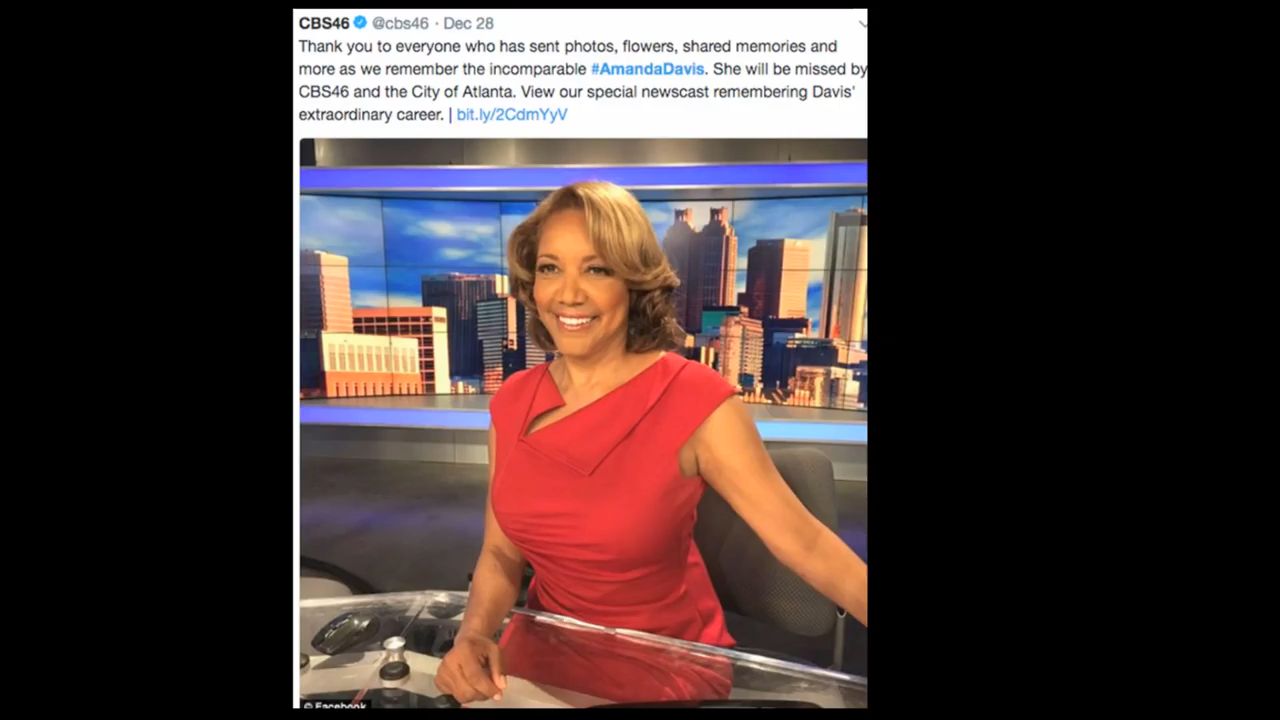 CBS46 @cbs46 · Dec 28
Thank you to everyone who has sent photos, flowers, shared memories and
more as we remember the incomparable #AmandaDavis. She will be missed by
CBS46 and the City of Atlanta. View our special newscast remembering Davis'
extraordinary career. | bit.ly/2CdmYyV
© Facebook